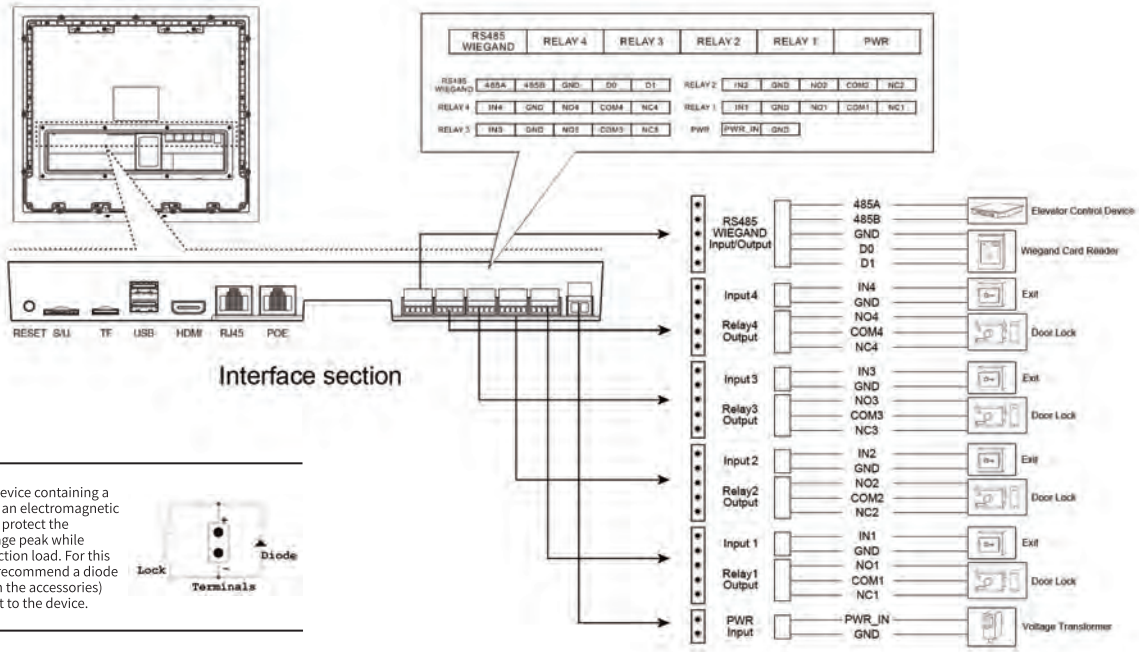 RS485 WIEGAND RELAY 4 RELAY 3 RELAY 2 RELAY 1 PWR
RS485 WIEGAND 485A 485B GND D0 D1
RELAY 4 IN4 GND NO4 COM4 NC4
RELAY 3 IN3 GND NO3 COM3 NC3
RELAY 2 IN2 GND NO2 COM2 NC2
RELAY 1 IN1 GND NO1 COM1 NC1
PWR PWR_IN GND
RESET S/U TF USB HDMI RJ45 POE
Interface section
RS485
WIEGAND
Input/Output
485A
485B
GND
D0
D1
Elevator Control Device
Wiegand Card Reader
Input 4
IN4
GND
Exit
Relay4
Output
NO4
COM4
NC4
Door Lock
Input 3
IN3
GND
Exit
Relay3
Output
NO3
COM3
NC3
Door Lock
Input 2
IN2
GND
Exit
Relay2
Output
NO2
COM2
NC2
Door Lock
Input 1
IN1
GND
Exit
Relay1
Output
NO1
COM1
NC1
Door Lock
PWR
Input
PWR_IN
GND
Voltage Transformer
evice containing a
an electromagnetic
protect the
ge peak while
ction load. For this
recommend a diode
n the accessories)
t to the device.
+
-
Lock
Diode
Terminals